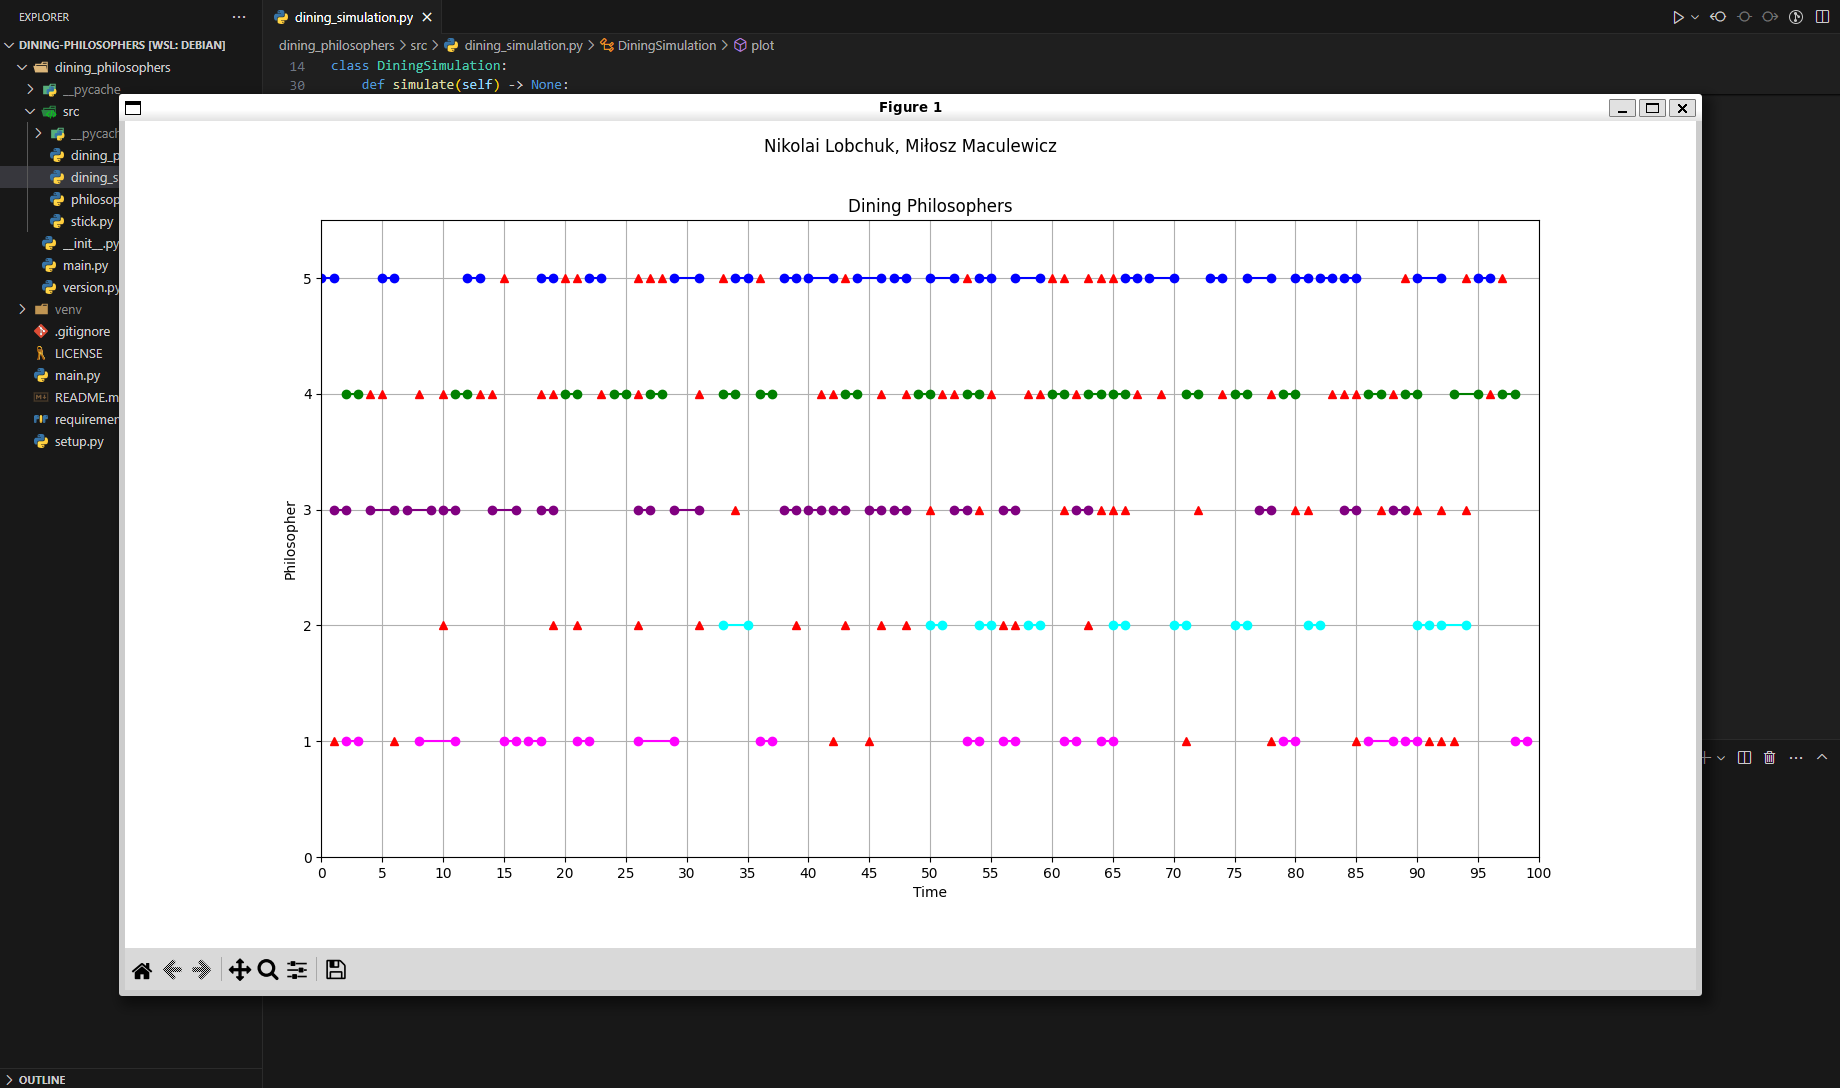 EXPLORER
DINING-PHILOSOPHERS [WSL: DEBIAN]
dining_philosophers
__pycache
src
__pycach
dining_p
dining_s
philosop
stick.py
__init__.py
main.py
version.py
venv
.gitignore
LICENSE
main.py
README.m
requiremen
setup.py
OUTLINE
dining_simulation.py
dining_philosophers > src > dining_simulation.py > DiningSimulation > plot
14 class DiningSimulation:
30 def simulate(self) -> None:
Figure 1
Nikolai Lobchuk, Miłosz Maculewicz
Dining Philosophers
5
4
3
2
1
0
Philosopher
0 5 10 15 20 25 30 35 40 45 50 55 60 65 70 75 80 85 90 95 100
Time